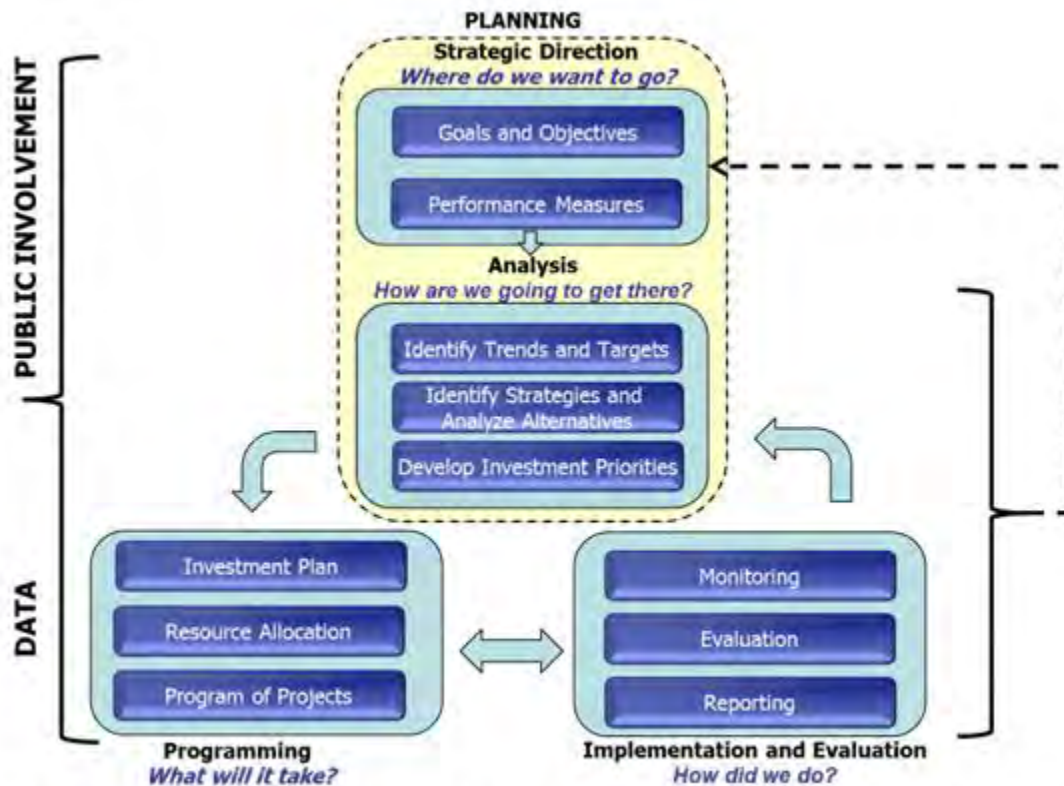 PLANNING
Strategic Direction
Where do we want to go?
Goals and Objectives
Performance Measures
Analysis
How are we going to get there?
Identify Trends and Targets
Identify Strategies and
Analyze Alternatives
Develop Investment Priorities
PUBLIC INVOLVEMENT
DATA
Investment Plan
Resource Allocation
Program of Projects
Programming
What will it take?
Monitoring
Evaluation
Reporting
Implementation and Evaluation
How did we do?